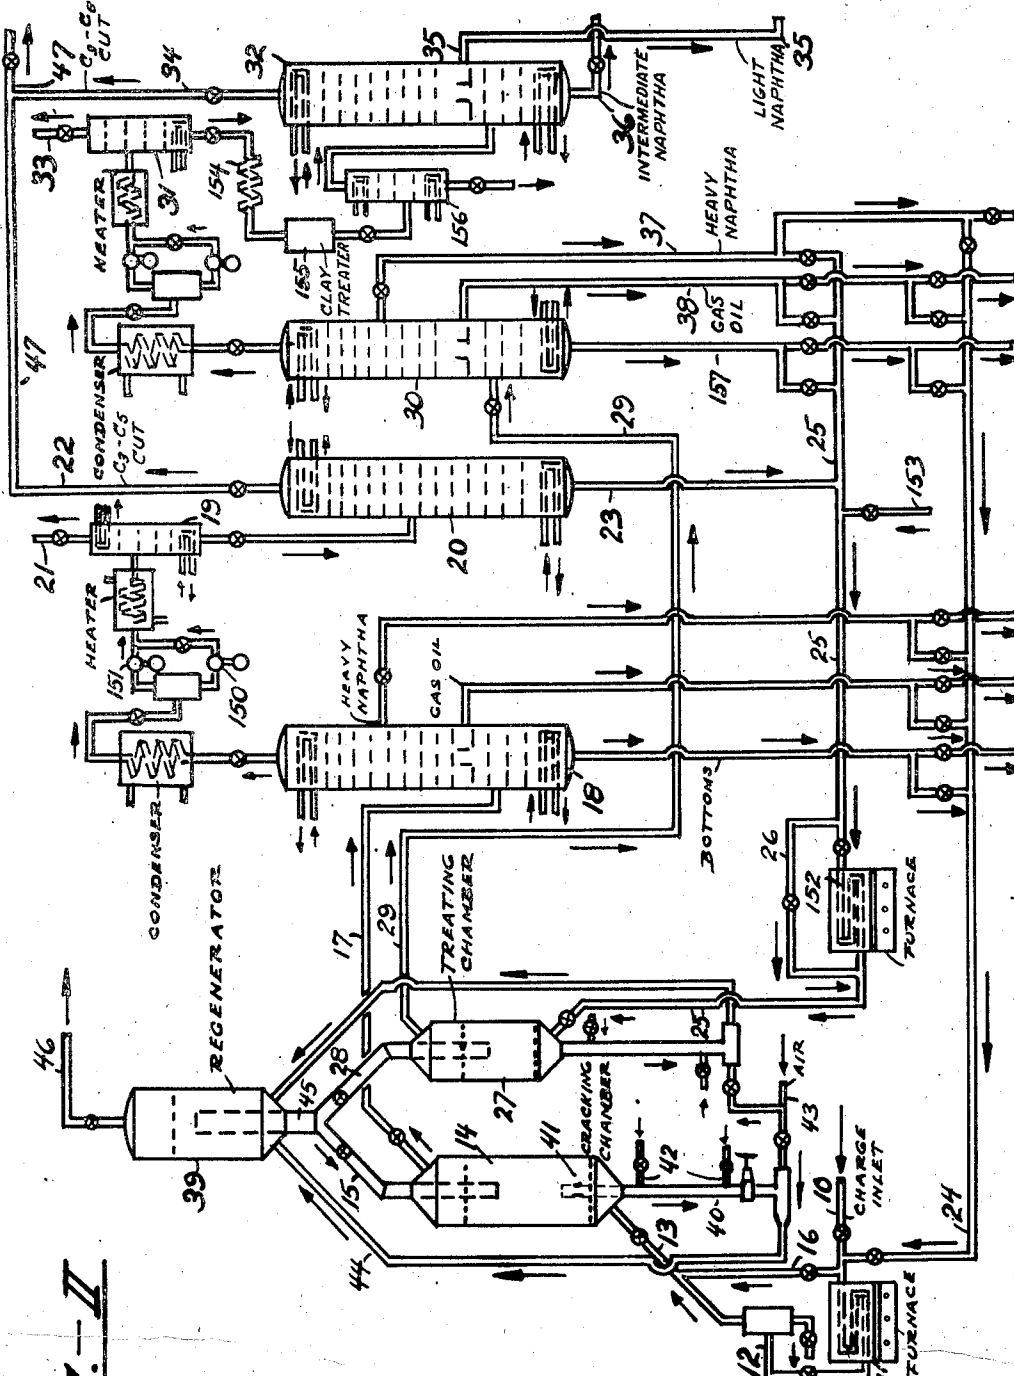 47
C3-C6
CUT
34
32
35
35
LIGHT
NAPHTHA
36
INTERMEDIATE
NAPHTHA
33
31
HEATER
154
155
CLAY
TREATER
156
37
HEAVY
NAPHTHA
38
GAS
OIL
157
47
CONDENSER
30
29
25
22
C3-C5
CUT
19
21
20
23
153
HEATER
151
150
HEAVY
NAPHTHA
GAS OIL
25
18
BOTTOMS
CONDENSER
26
152
FURNACE
REGENERATOR
17
29
TREATING
CHAMBER
46
39
45
28
27
25
15
14
41
CRACKING
CHAMBER
42
40
43
AIR
44
13
16
10
CHARGE
INLET
24
12
FURNACE
II